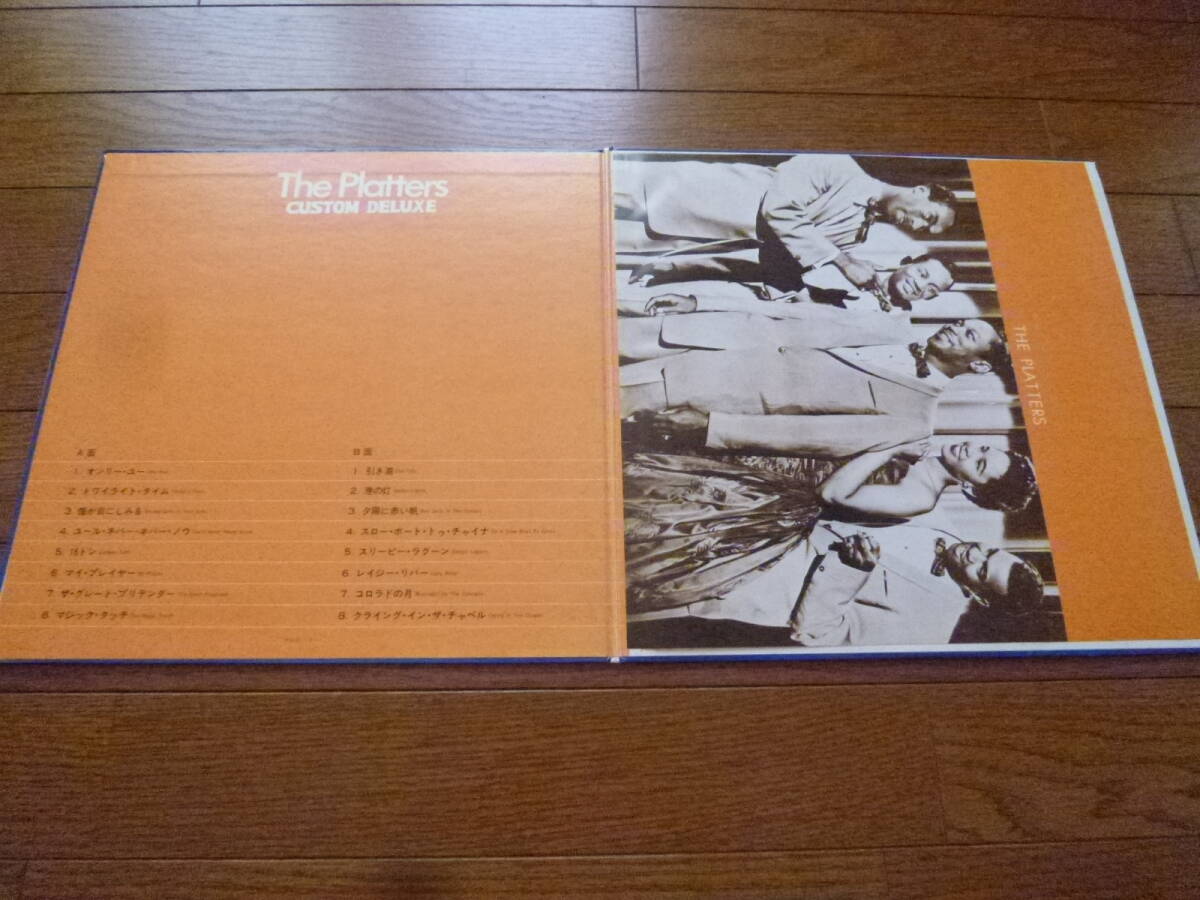 The Platters
CUSTOM DELUXE
A面
1. オンリー・ユー
2. トワイライト・タイム
3. 煙が目にしみる
4. ユール・ネバー・ネバー・ノウ
5. 16トン
6. マイ・プレイヤー
7. ザ・グレート・プリテンダー
8. マジック・タッチ
B面
1. 引き潮
2. 港の灯
3. 夕陽に赤い帆
4. スロー・ボート・トゥ・チャイナ
5. スリーピー・ラグーン
6. レイジー・リバー
7. コロラドの月
8. クライング・イン・ザ・チャペル
THE PLATTERS